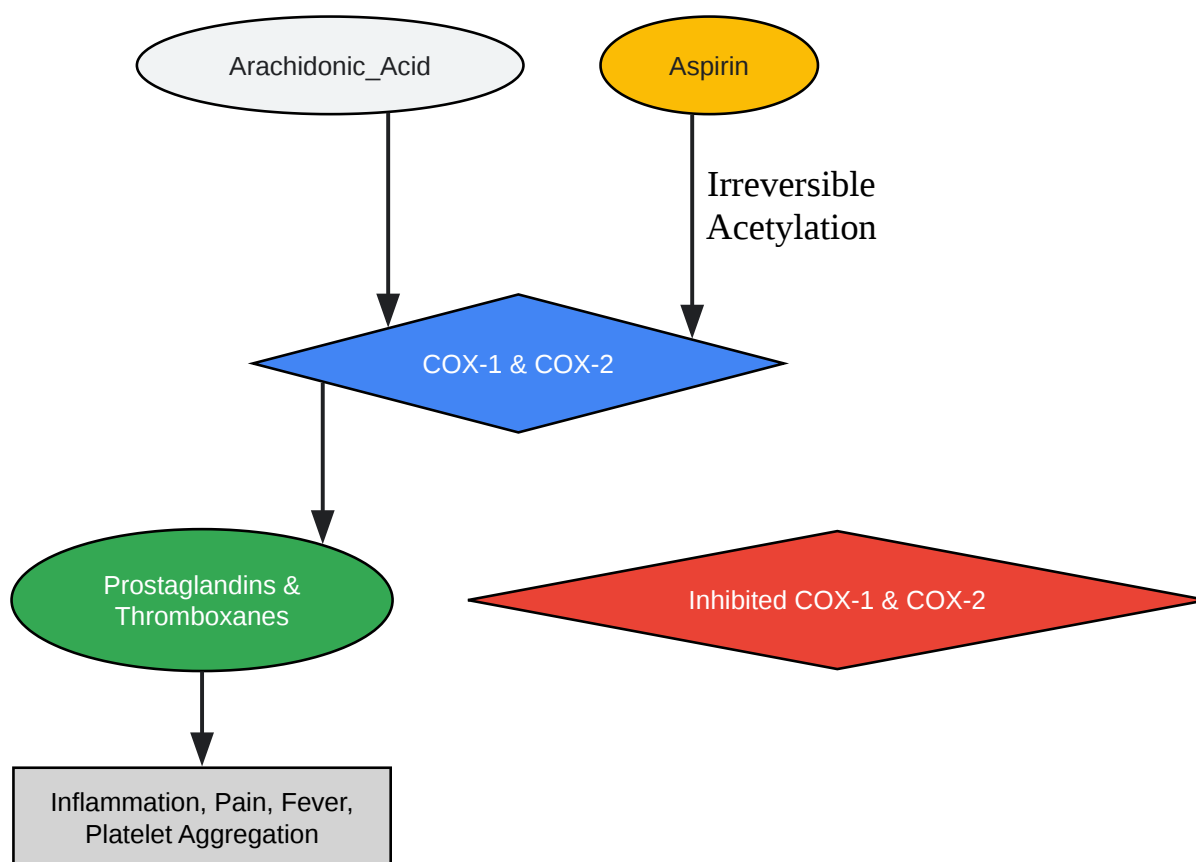 Arachidonic_Acid
Aspirin
Irreversible
Acetylation
COX-1 & COX-2
Prostaglandins &
Thromboxanes
Inhibited COX-1 & COX-2
Inflammation, Pain, Fever,
Platelet Aggregation